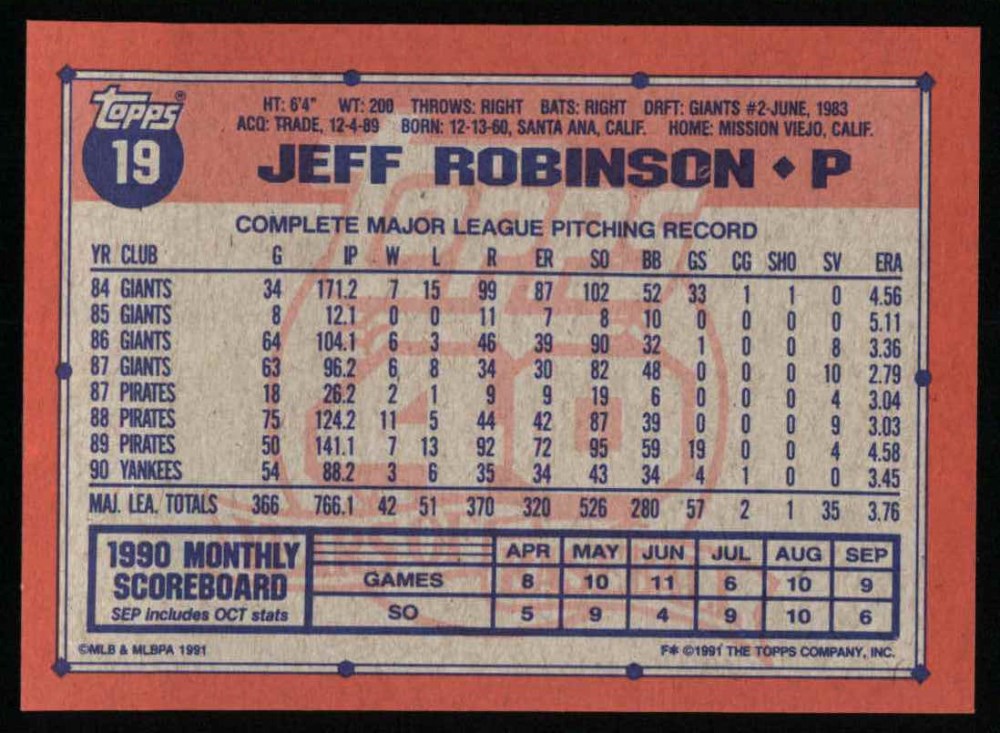 topps®
19
HT: 6'4" WT: 200 THROWS: RIGHT BATS: RIGHT DRFT: GIANTS #2-JUNE, 1983
ACQ: TRADE, 12-4-89 BORN: 12-13-60, SANTA ANA, CALIF. HOME: MISSION VIEJO, CALIF.
JEFF ROBINSON ♦ P
COMPLETE MAJOR LEAGUE PITCHING RECORD
YR CLUB G IP W L R ER SO BB GS CG SHO SV ERA
84 GIANTS 34 171.2 7 15 99 87 102 52 33 1 1 0 4.56
85 GIANTS 8 12.1 0 0 11 7 8 10 0 0 0 0 5.11
86 GIANTS 64 104.1 6 3 46 39 90 32 1 0 0 8 3.36
87 GIANTS 63 96.2 6 8 34 30 82 48 0 0 0 10 2.79
87 PIRATES 18 26.2 2 1 9 9 19 6 0 0 0 4 3.04
88 PIRATES 75 124.2 11 5 44 42 87 39 0 0 0 9 3.03
89 PIRATES 50 141.1 7 13 92 72 95 59 19 0 0 4 4.58
90 YANKEES 54 88.2 3 6 35 34 43 34 4 1 0 0 3.45
MAJ. LEA. TOTALS 366 766.1 42 51 370 320 526 280 57 2 1 35 3.76
1990 MONTHLY
SCOREBOARD
SEP includes OCT stats
APR MAY JUN JUL AUG SEP
GAMES 8 10 11 6 10 9
SO 5 9 4 9 10 6
©MLB & MLBPA 1991
F* ©1991 THE TOPPS COMPANY, INC.
topps
40